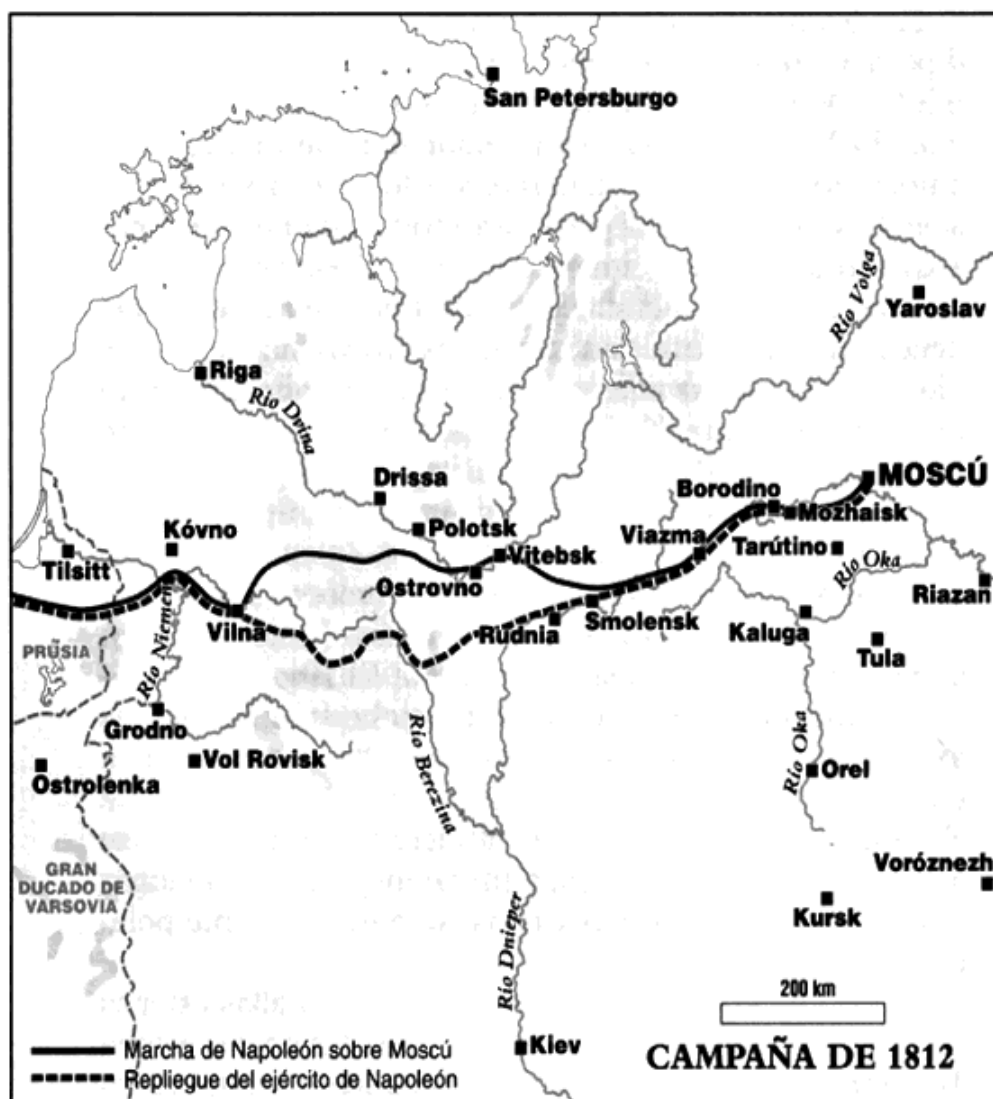 San Petersburgo
Río Volga
Yaroslav
Riga
Río Dvina
Drissa
MOSCÚ
Borodino
Mozhaisk
Kóvno
Polotsk
Viazma
Tarútino
Tilsitt
Vitebsk
Ostrovno
Río Oka
Riazan
Vilna
Rudnia
Smolensk
Kaluga
Tula
PRUSIA
Río Niemen
Grodno
Vol Rovisk
Río Berezina
Río Oka
Orel
Ostrolenka
GRAN
DUCADO DE
VARSOVIA
Voróznezh
Kursk
Río Dnieper
200 km
Kiev
Marcha de Napoleón sobre Moscú
Repliegue del ejército de Napoleón
CAMPAÑA DE 1812